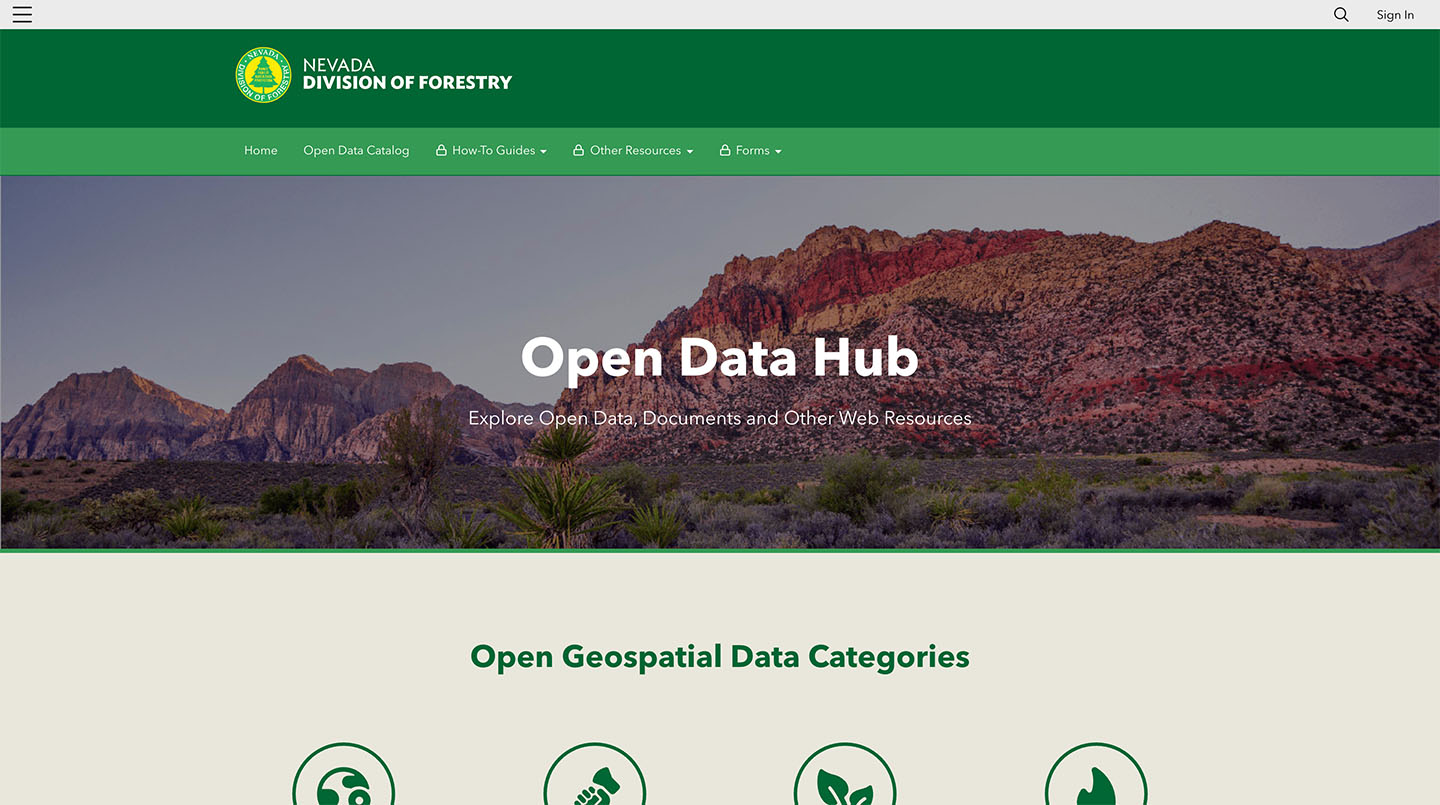 Sign In
NEVADA
DIVISION OF FORESTRY
NEVADA
DIVISION OF FORESTRY
Home Open Data Catalog How-To Guides Other Resources Forms
Open Data Hub
Explore Open Data, Documents and Other Web Resources
Open Geospatial Data Categories